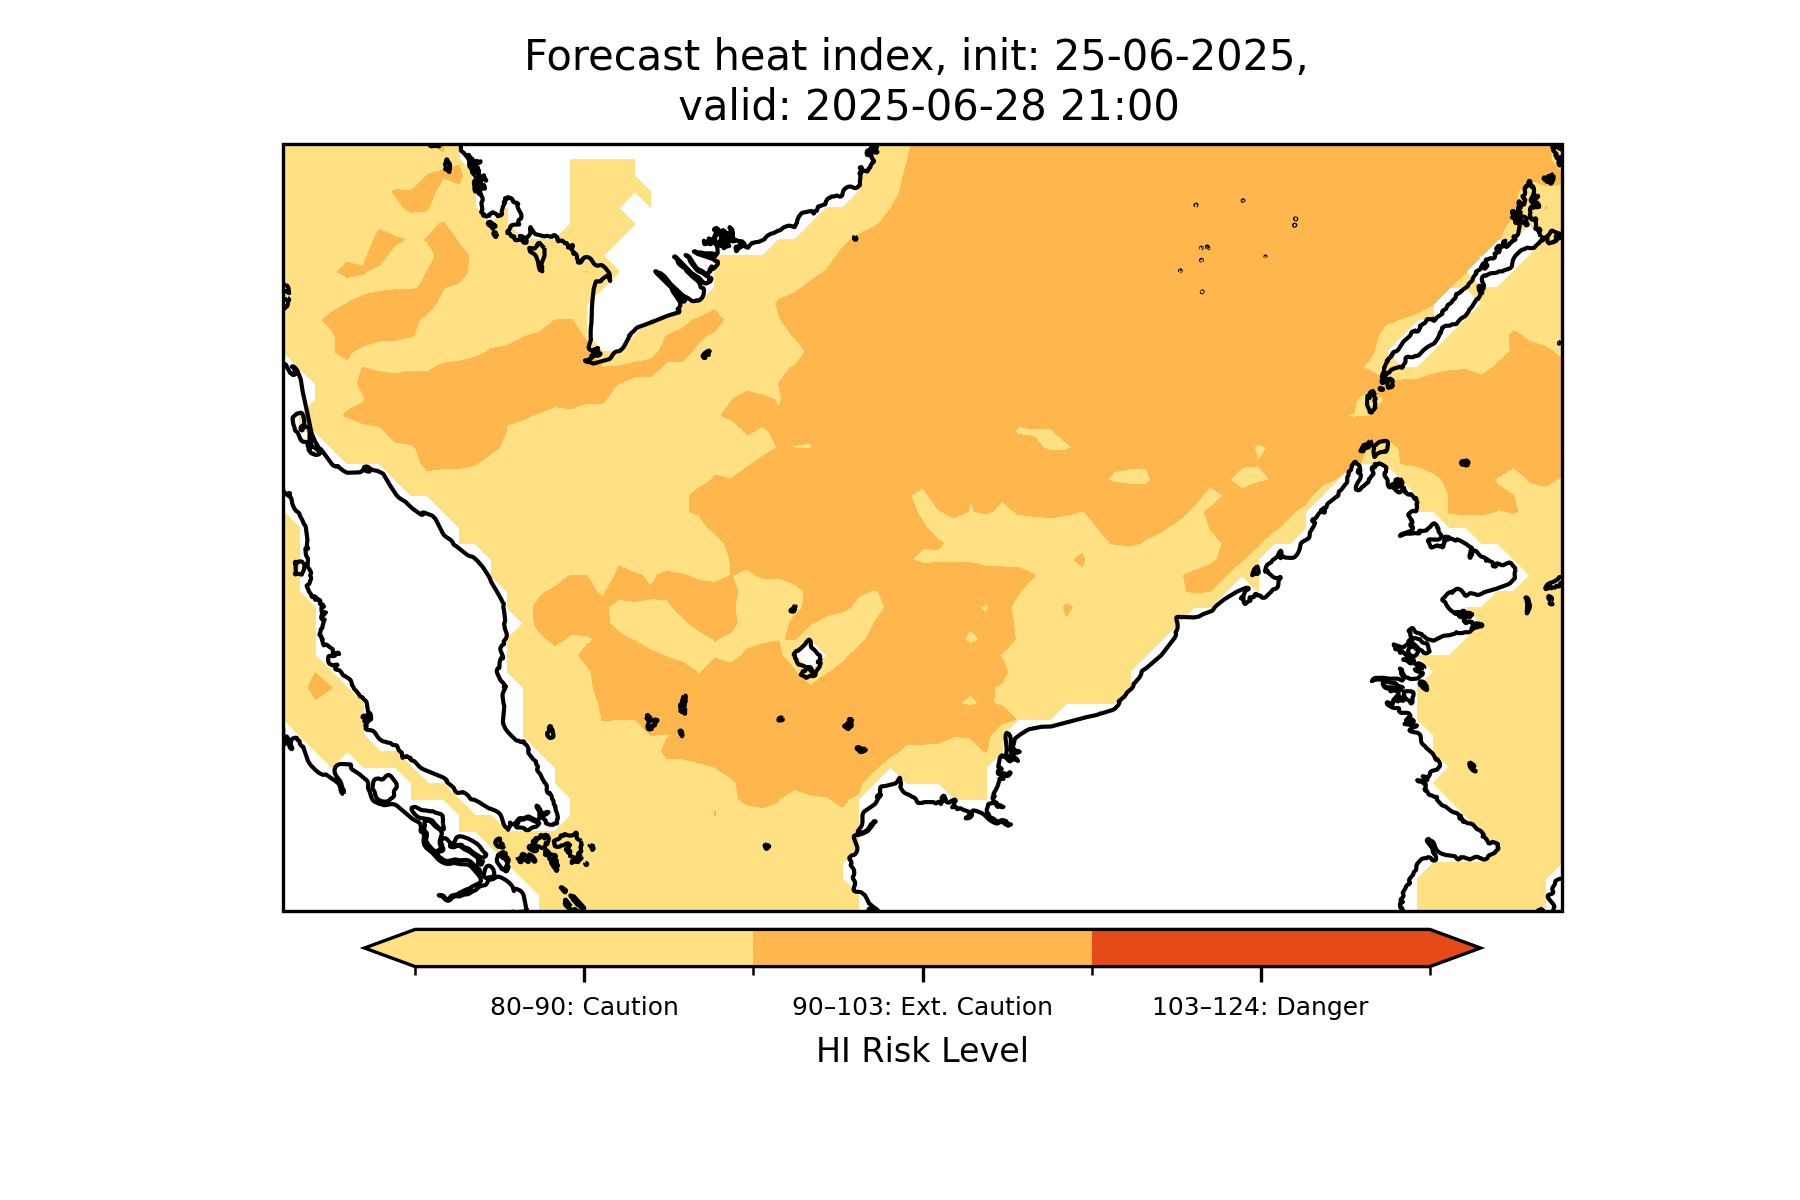 Forecast heat index, init: 25-06-2025,
valid: 2025-06-28 21:00
80–90: Caution
90–103: Ext. Caution
103–124: Danger
HI Risk Level